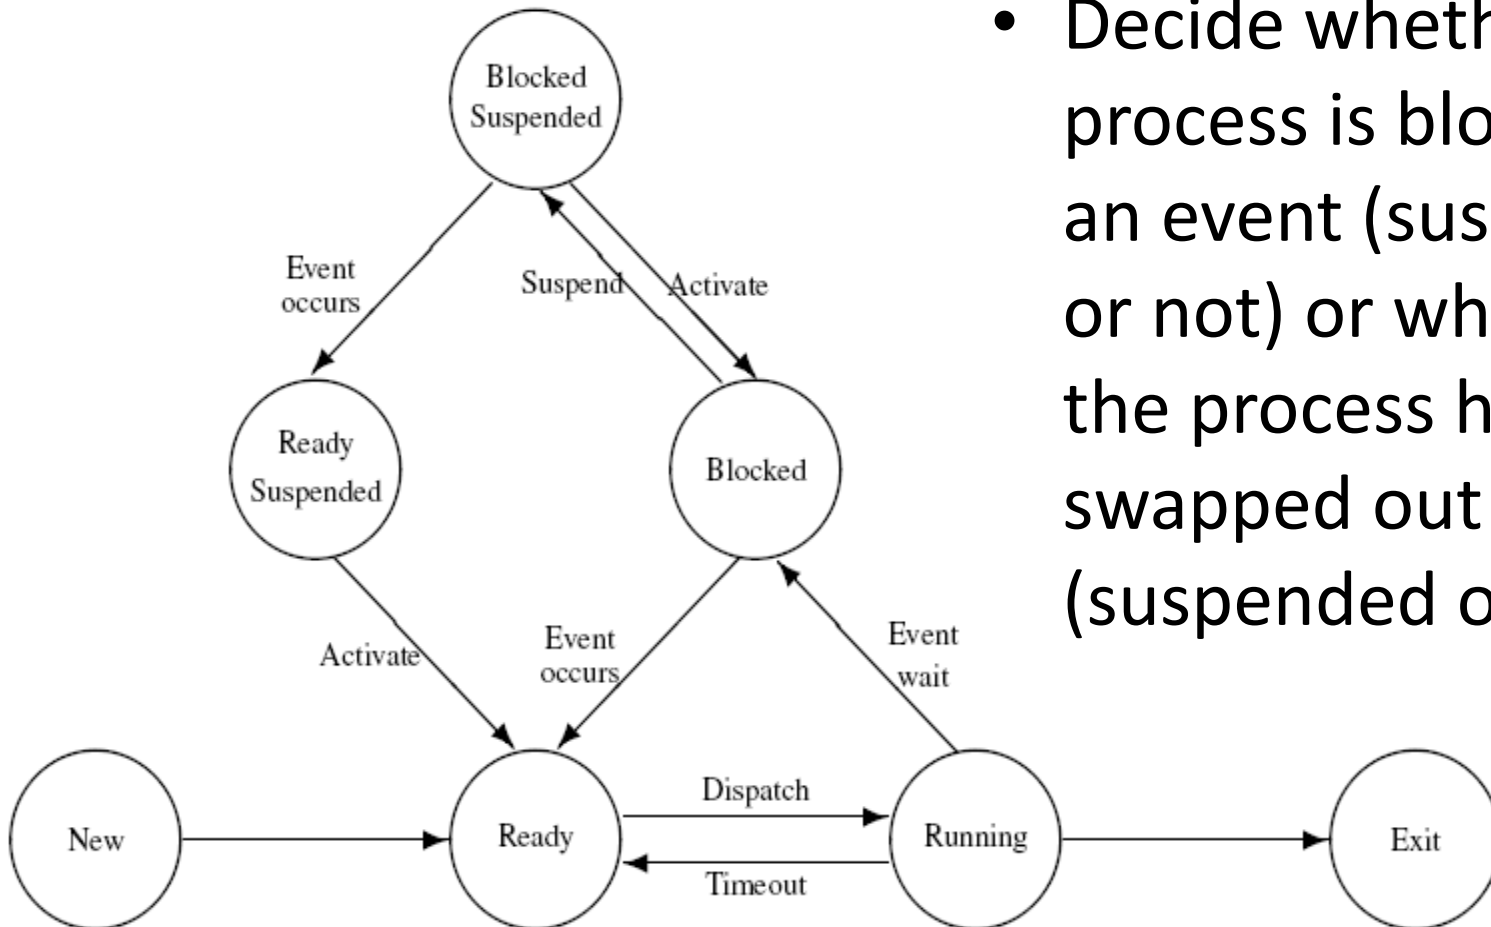 Blocked
Suspended
Event
occurs
Suspend
Activate
Ready
Suspended
Blocked
Activate
Event
occurs
Event
wait
New
Ready
Dispatch
Timeout
Running
Exit
• Decide wheth
process is blo
an event (sus
or not) or wh
the process h
swapped out
(suspended o